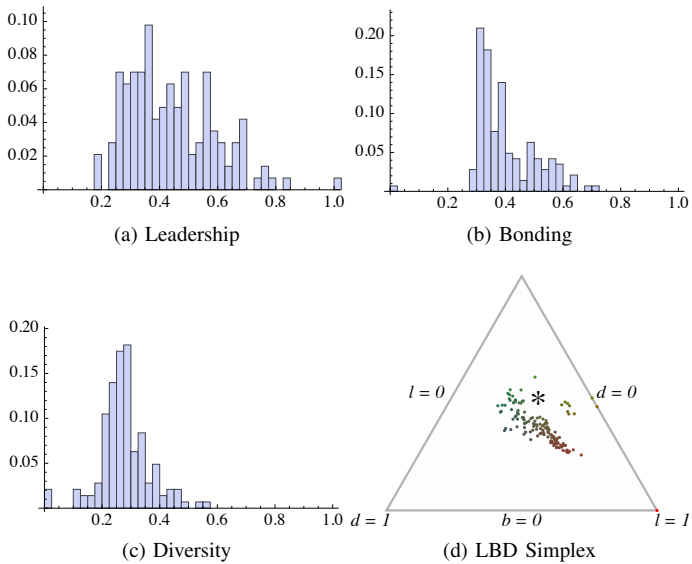 0.10
0.08
0.06
0.04
0.02
0.2 0.4 0.6 0.8 1.0
(a) Leadership
0.20
0.15
0.10
0.05
0.2 0.4 0.6 0.8 1.0
(b) Bonding
0.20
0.15
0.10
0.05
0.2 0.4 0.6 0.8 1.0
(c) Diversity
l = 0
d = 0
*
d = 1 b = 0 l = 1
(d) LBD Simplex